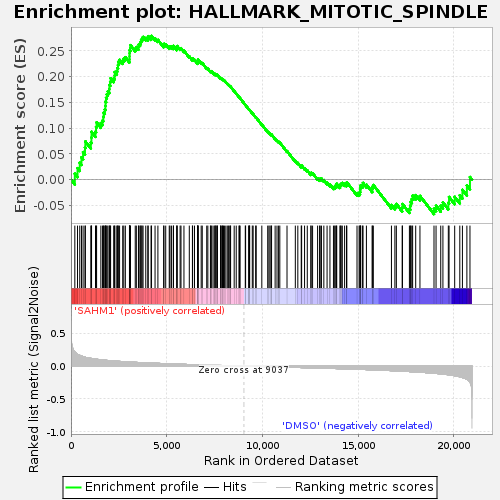 Enrichment plot: HALLMARK_MITOTIC_SPINDLE
Enrichment score (ES)
0.25
0.20
0.15
0.10
0.05
0.00
-0.05
'SAHM1' (positively correlated)
Ranked list metric (Signal2Noise)
0.5
0.0
-0.5
-1.0
Zero cross at 9037
'DMSO' (negatively correlated)
0
5,000
10,000
15,000
20,000
Rank in Ordered Dataset
Enrichment profile
Hits
Ranking metric scores